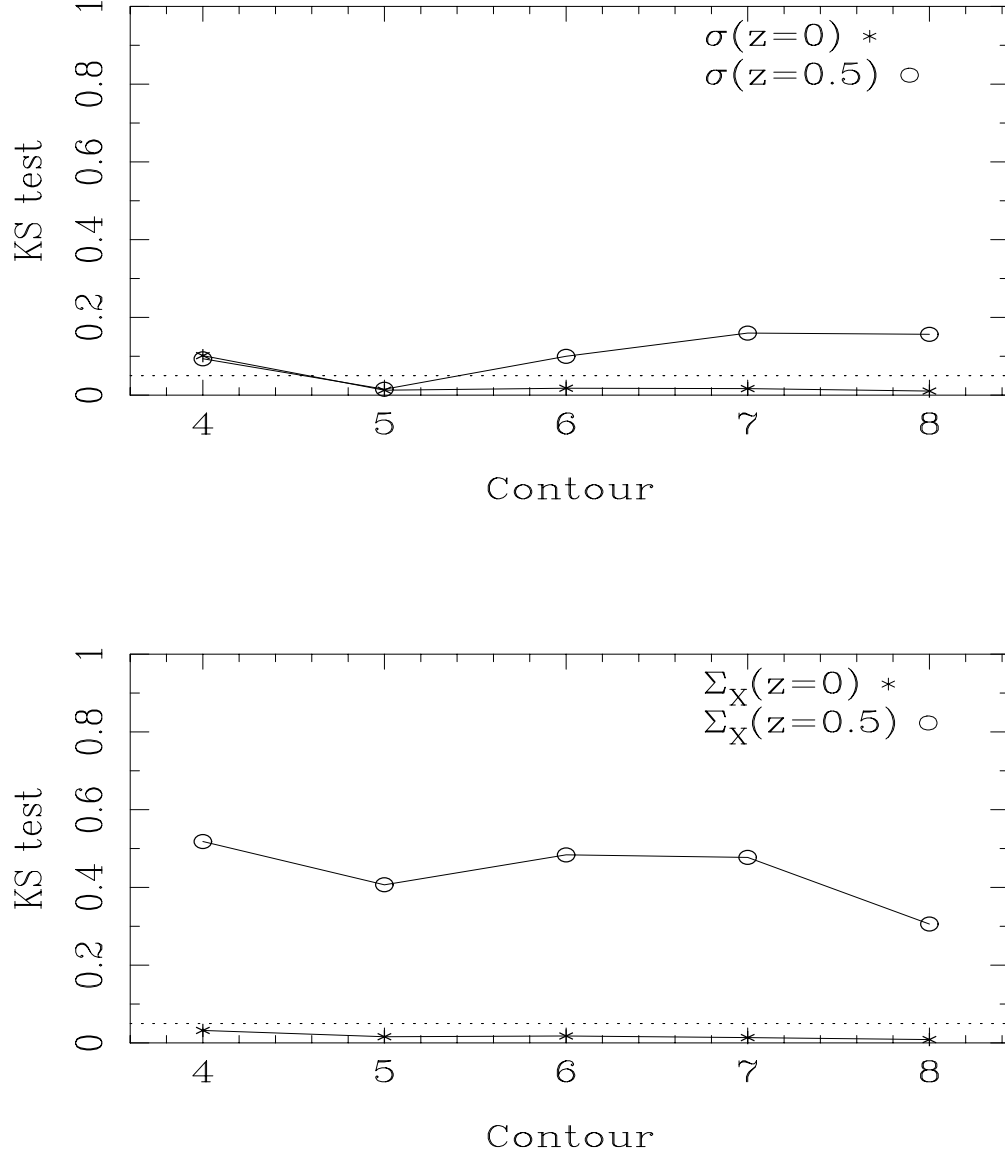 σ(z=0) *
σ(z=0.5) ○
KS test
0 0.2 0.4 0.6 0.8 1
4 5 6 7 8
Contour
Σ_X(z=0) *
Σ_X(z=0.5) ○
KS test
0 0.2 0.4 0.6 0.8 1
4 5 6 7 8
Contour